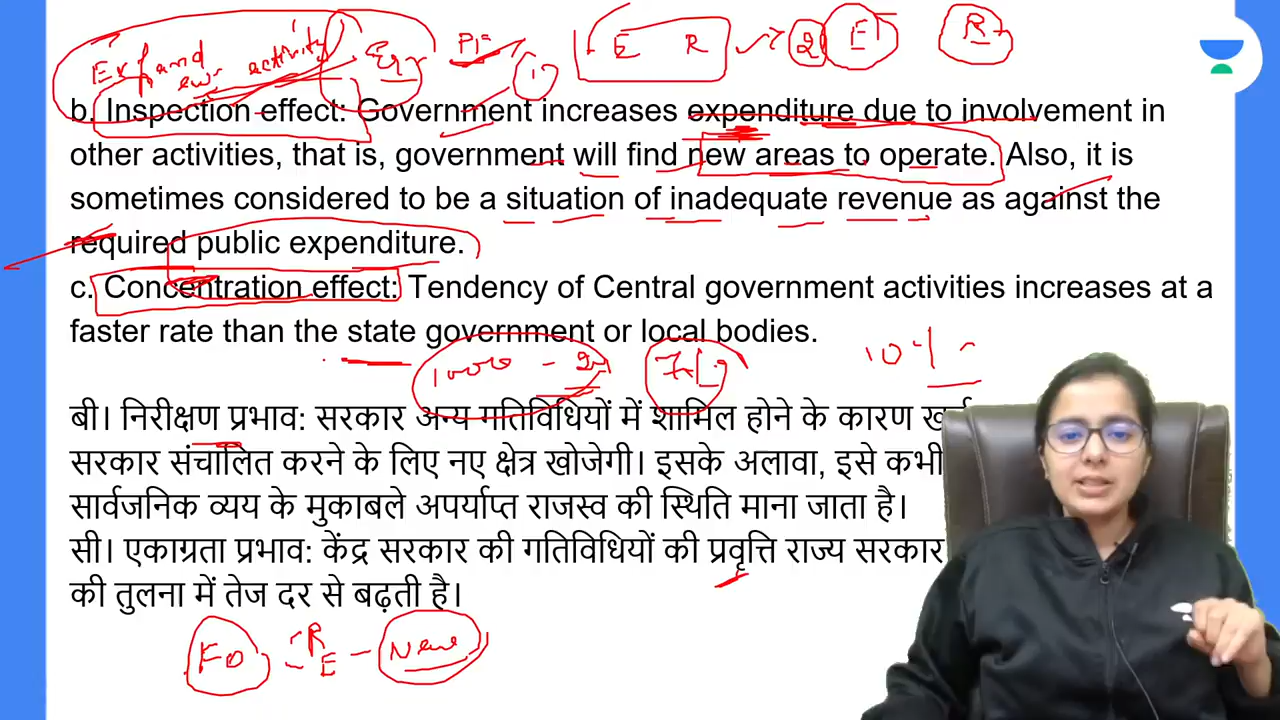 Expand
new activity
E R 2 E R
b. Inspection effect: Government increases expenditure due to involvement in
other activities, that is, government will find new areas to operate. Also, it is
sometimes considered to be a situation of inadequate revenue as against the
required public expenditure.
c. Concentration effect: Tendency of Central government activities increases at a
faster rate than the state government or local bodies.
10%
बी। निरीक्षण प्रभाव: सरकार अन्य गतिविधियों में शामिल होने के कारण
सरकार संचालित करने के लिए नए क्षेत्र खोजेगी। इसके अलावा, इसे कभी
सार्वजनिक व्यय के मुकाबले अपर्याप्त राजस्व की स्थिति माना जाता है।
सी। एकाग्रता प्रभाव: केंद्र सरकार की गतिविधियों की प्रवृत्ति राज्य सरकार
की तुलना में तेज दर से बढ़ती है।
R
E - New